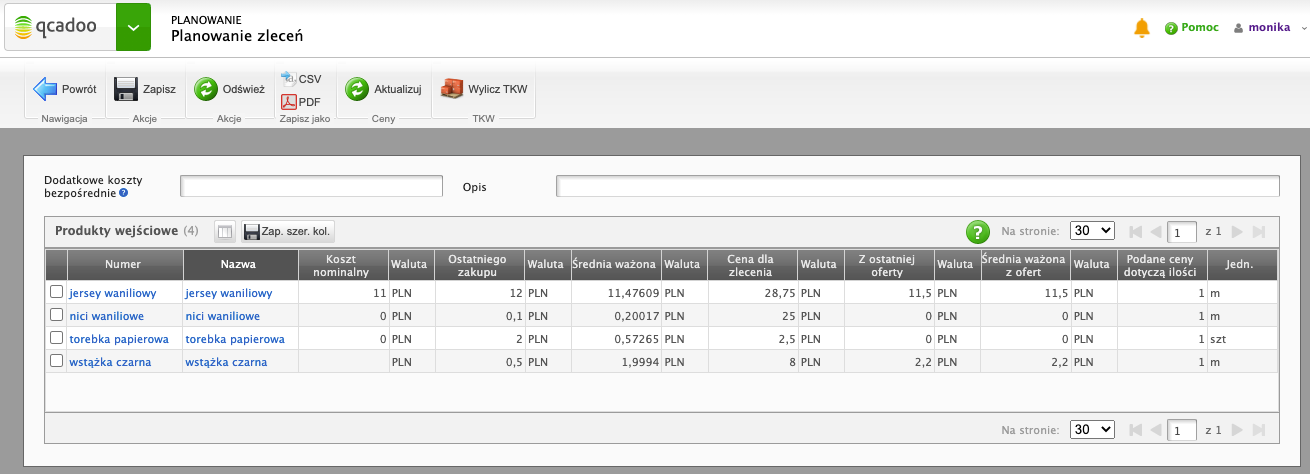 qcadoo
PLANOWANIE
Planowanie zleceń
Pomoc
monika
Powrót
Nawigacja
Zapisz
Akcje
Odśwież
Akcje
CSV
PDF
Zapisz jako
Aktualizuj
Ceny
Wylicz TKW
TKW
Dodatkowe koszty
bezpośrednie ?
Opis
Produkty wejściowe (4) Zap. szer. kol. ? Na stronie: 30 1 z 1
Numer Nazwa Koszt nominalny Waluta Ostatniego zakupu Waluta Średnia ważona Waluta Cena dla zlecenia Waluta Z ostatniej oferty Waluta Średnia ważona z ofert Waluta Podane ceny dotyczą ilości Jedn.
jersey waniliowy jersey waniliowy 11 PLN 12 PLN 11,47609 PLN 28,75 PLN 11,5 PLN 11,5 PLN 1 m
nici waniliowe nici waniliowe 0 PLN 0,1 PLN 0,20017 PLN 25 PLN 0 PLN 0 PLN 1 m
torebka papierowa torebka papierowa 0 PLN 2 PLN 0,57265 PLN 2,5 PLN 0 PLN 0 PLN 1 szt
wstążka czarna wstążka czarna PLN 0,5 PLN 1,9994 PLN 8 PLN 2,2 PLN 2,2 PLN 1 m
Na stronie: 30 1 z 1